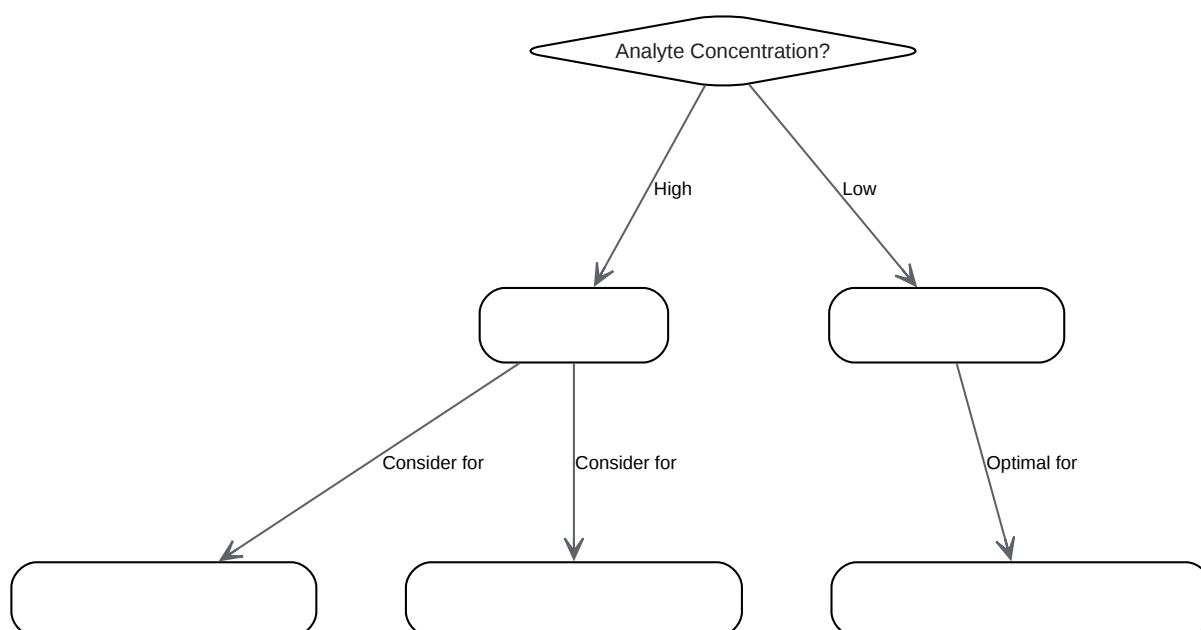 Analyte Concentration?
High
Low
Consider for
Consider for
Optimal for